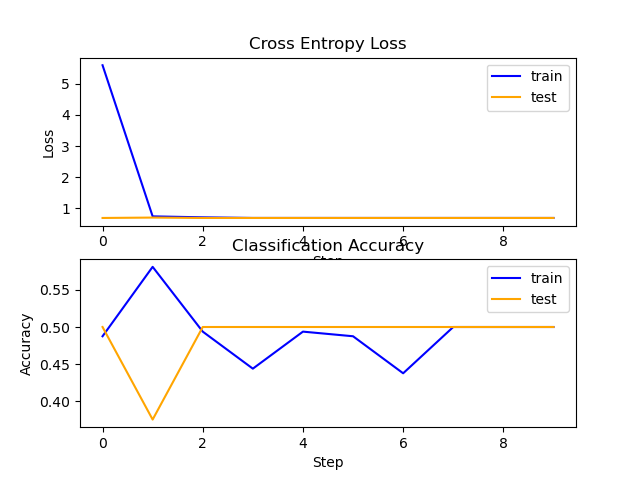 Cross Entropy Loss
Loss
5
4
3
2
1
train
test
0 2 4 6 8
Step
Classification Accuracy
Accuracy
0.55
0.50
0.45
0.40
train
test
0 2 4 6 8
Step